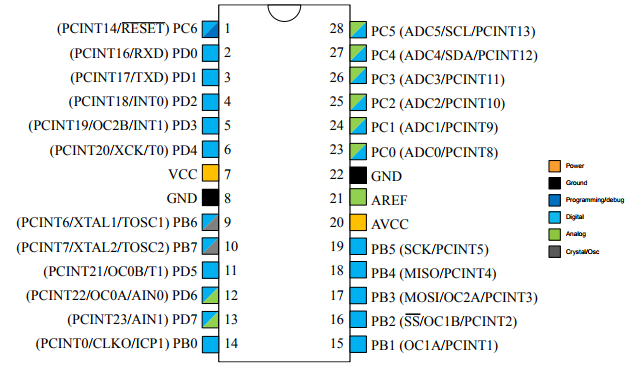 (PCINT14/RESET) PC6 1 28 PC5 (ADC5/SCL/PCINT13)
(PCINT16/RXD) PD0 2 27 PC4 (ADC4/SDA/PCINT12)
(PCINT17/TXD) PD1 3 26 PC3 (ADC3/PCINT11)
(PCINT18/INT0) PD2 4 25 PC2 (ADC2/PCINT10)
(PCINT19/OC2B/INT1) PD3 5 24 PC1 (ADC1/PCINT9)
(PCINT20/XCK/T0) PD4 6 23 PC0 (ADC0/PCINT8)
VCC 7 22 GND
GND 8 21 AREF
(PCINT6/XTAL1/TOSC1) PB6 9 20 AVCC
(PCINT7/XTAL2/TOSC2) PB7 10 19 PB5 (SCK/PCINT5)
(PCINT21/OC0B/T1) PD5 11 18 PB4 (MISO/PCINT4)
(PCINT22/OC0A/AIN0) PD6 12 17 PB3 (MOSI/OC2A/PCINT3)
(PCINT23/AIN1) PD7 13 16 PB2 (SS/OC1B/PCINT2)
(PCINT0/CLKO/ICP1) PB0 14 15 PB1 (OC1A/PCINT1)
Power
Ground
Programming/debug
Digital
Analog
Crystal/Osc